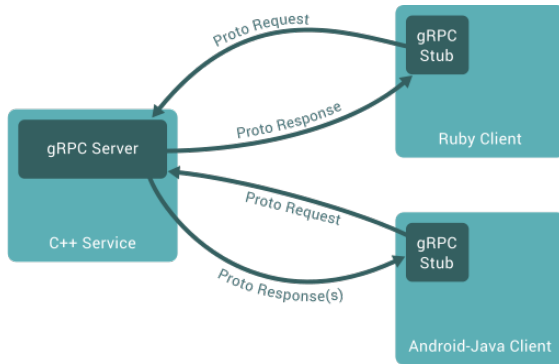 Proto Request
gRPC
Stub
Proto Response
Ruby Client
gRPC Server
C++ Service
Proto Request
gRPC
Stub
Proto Response(s)
Android-Java Client